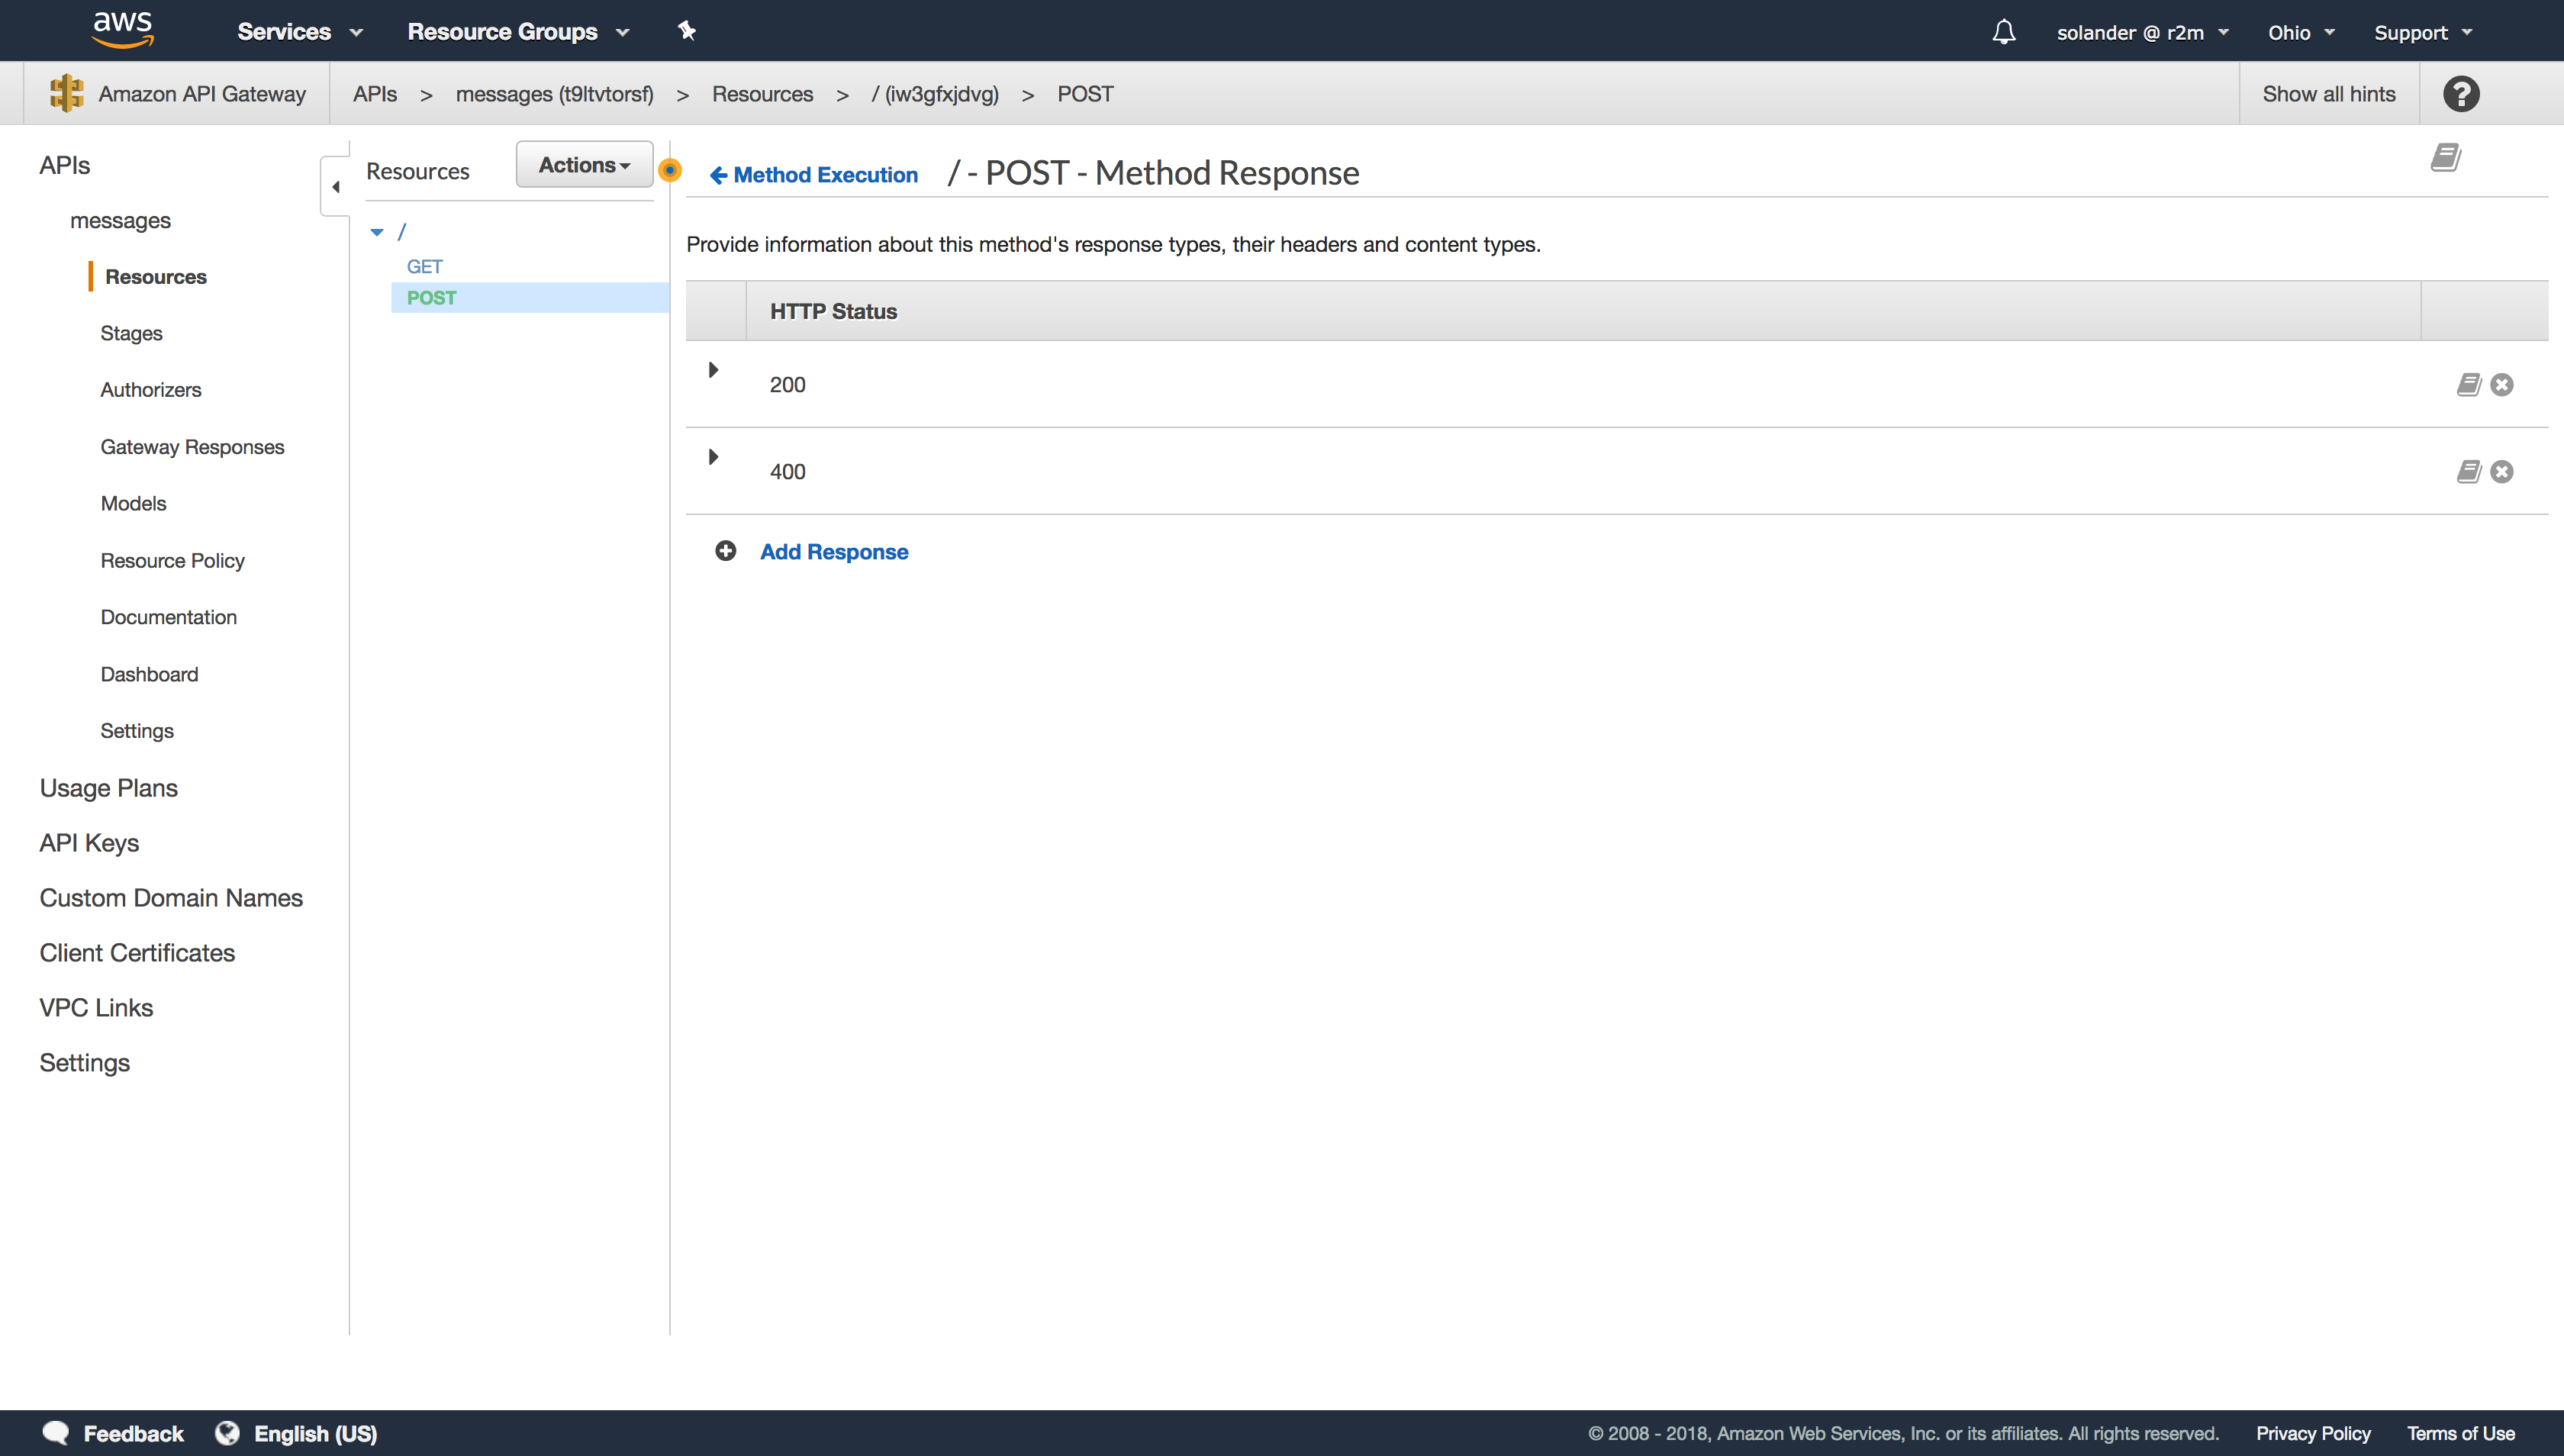 aws Services Resource Groups solander @ r2m Ohio Support
Amazon API Gateway APIs > messages (t9ltvtorsf) > Resources > / (iw3gfxjdvg) > POST Show all hints ?
APIs
messages
Resources
Stages
Authorizers
Gateway Responses
Models
Resource Policy
Documentation
Dashboard
Settings
Usage Plans
API Keys
Custom Domain Names
Client Certificates
VPC Links
Settings
Resources Actions
/
GET
POST
Method Execution / - POST - Method Response
Provide information about this method's response types, their headers and content types.
HTTP Status
200
400
Add Response
Feedback English (US) © 2008 - 2018, Amazon Web Services, Inc. or its affiliates. All rights reserved. Privacy Policy Terms of Use